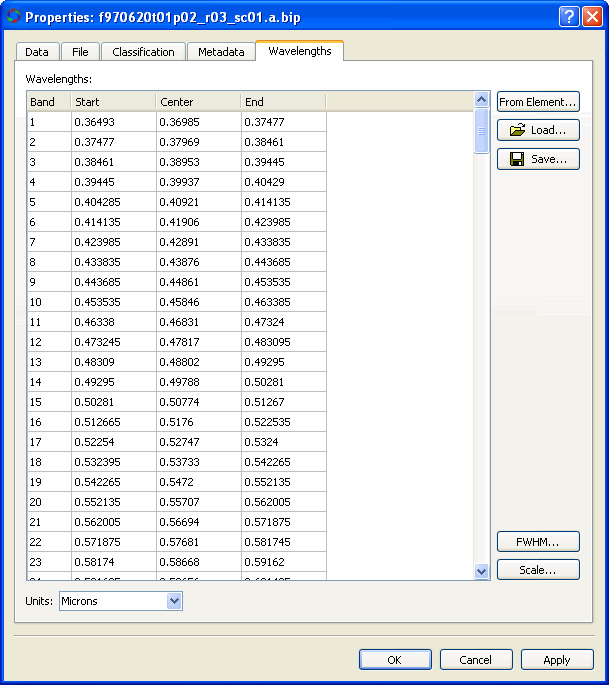 Properties: f970620t01p02_r03_sc01.a.bip
Data File Classification Metadata Wavelengths
Wavelengths:
Band Start Center End
1 0.36493 0.36985 0.37477
2 0.37477 0.37969 0.38461
3 0.38461 0.38953 0.39445
4 0.39445 0.39937 0.40429
5 0.404285 0.40921 0.414135
6 0.414135 0.41906 0.423985
7 0.423985 0.42891 0.433835
8 0.433835 0.43876 0.443685
9 0.443685 0.44861 0.453535
10 0.453535 0.45846 0.463385
11 0.46338 0.46831 0.47324
12 0.473245 0.47817 0.483095
13 0.48309 0.48802 0.49295
14 0.49295 0.49788 0.50281
15 0.50281 0.50774 0.51267
16 0.512665 0.5176 0.522535
17 0.52254 0.52747 0.5324
18 0.532395 0.53733 0.542265
19 0.542265 0.5472 0.552135
20 0.552135 0.55707 0.562005
21 0.562005 0.56694 0.571875
22 0.571875 0.57681 0.581745
23 0.58174 0.58668 0.59162
From Element...
Load...
Save...
FWHM...
Scale...
Units: Microns
OK Cancel Apply